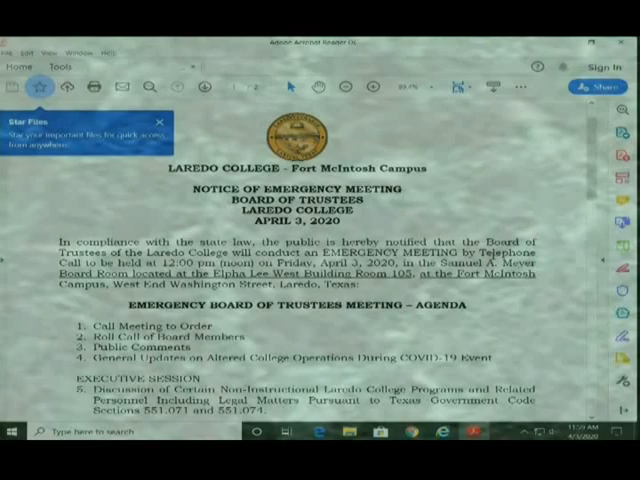 Adobe Acrobat Reader DC
File Edit View Window Help
Home Tools
Sign In
1 / 2
Share
Star Files
Star your important files for quick access from anywhere.
LAREDO COLLEGE - Fort McIntosh Campus
NOTICE OF EMERGENCY MEETING
BOARD OF TRUSTEES
LAREDO COLLEGE
APRIL 3, 2020
In compliance with the state law, the public is hereby notified that the Board of
Trustees of the Laredo College will conduct an EMERGENCY MEETING by Telephone
Call to be held at 12:00 pm (noon) on Friday, April 3, 2020, in the Samuel A. Meyer
Board Room located at the Elpha Lee West Building Room 105, at the Fort McIntosh
Campus, West End Washington Street, Laredo, Texas:
EMERGENCY BOARD OF TRUSTEES MEETING – AGENDA
1. Call Meeting to Order
2. Roll Call of Board Members
3. Public Comments
4. General Updates on Altered College Operations During COVID-19 Event
EXECUTIVE SESSION
5. Discussion of Certain Non-Instructional Laredo College Programs and Related
Personnel Including Legal Matters Pursuant to Texas Government Code
Sections 551.071 and 551.074.
Type here to search
11:59 AM
4/3/2020